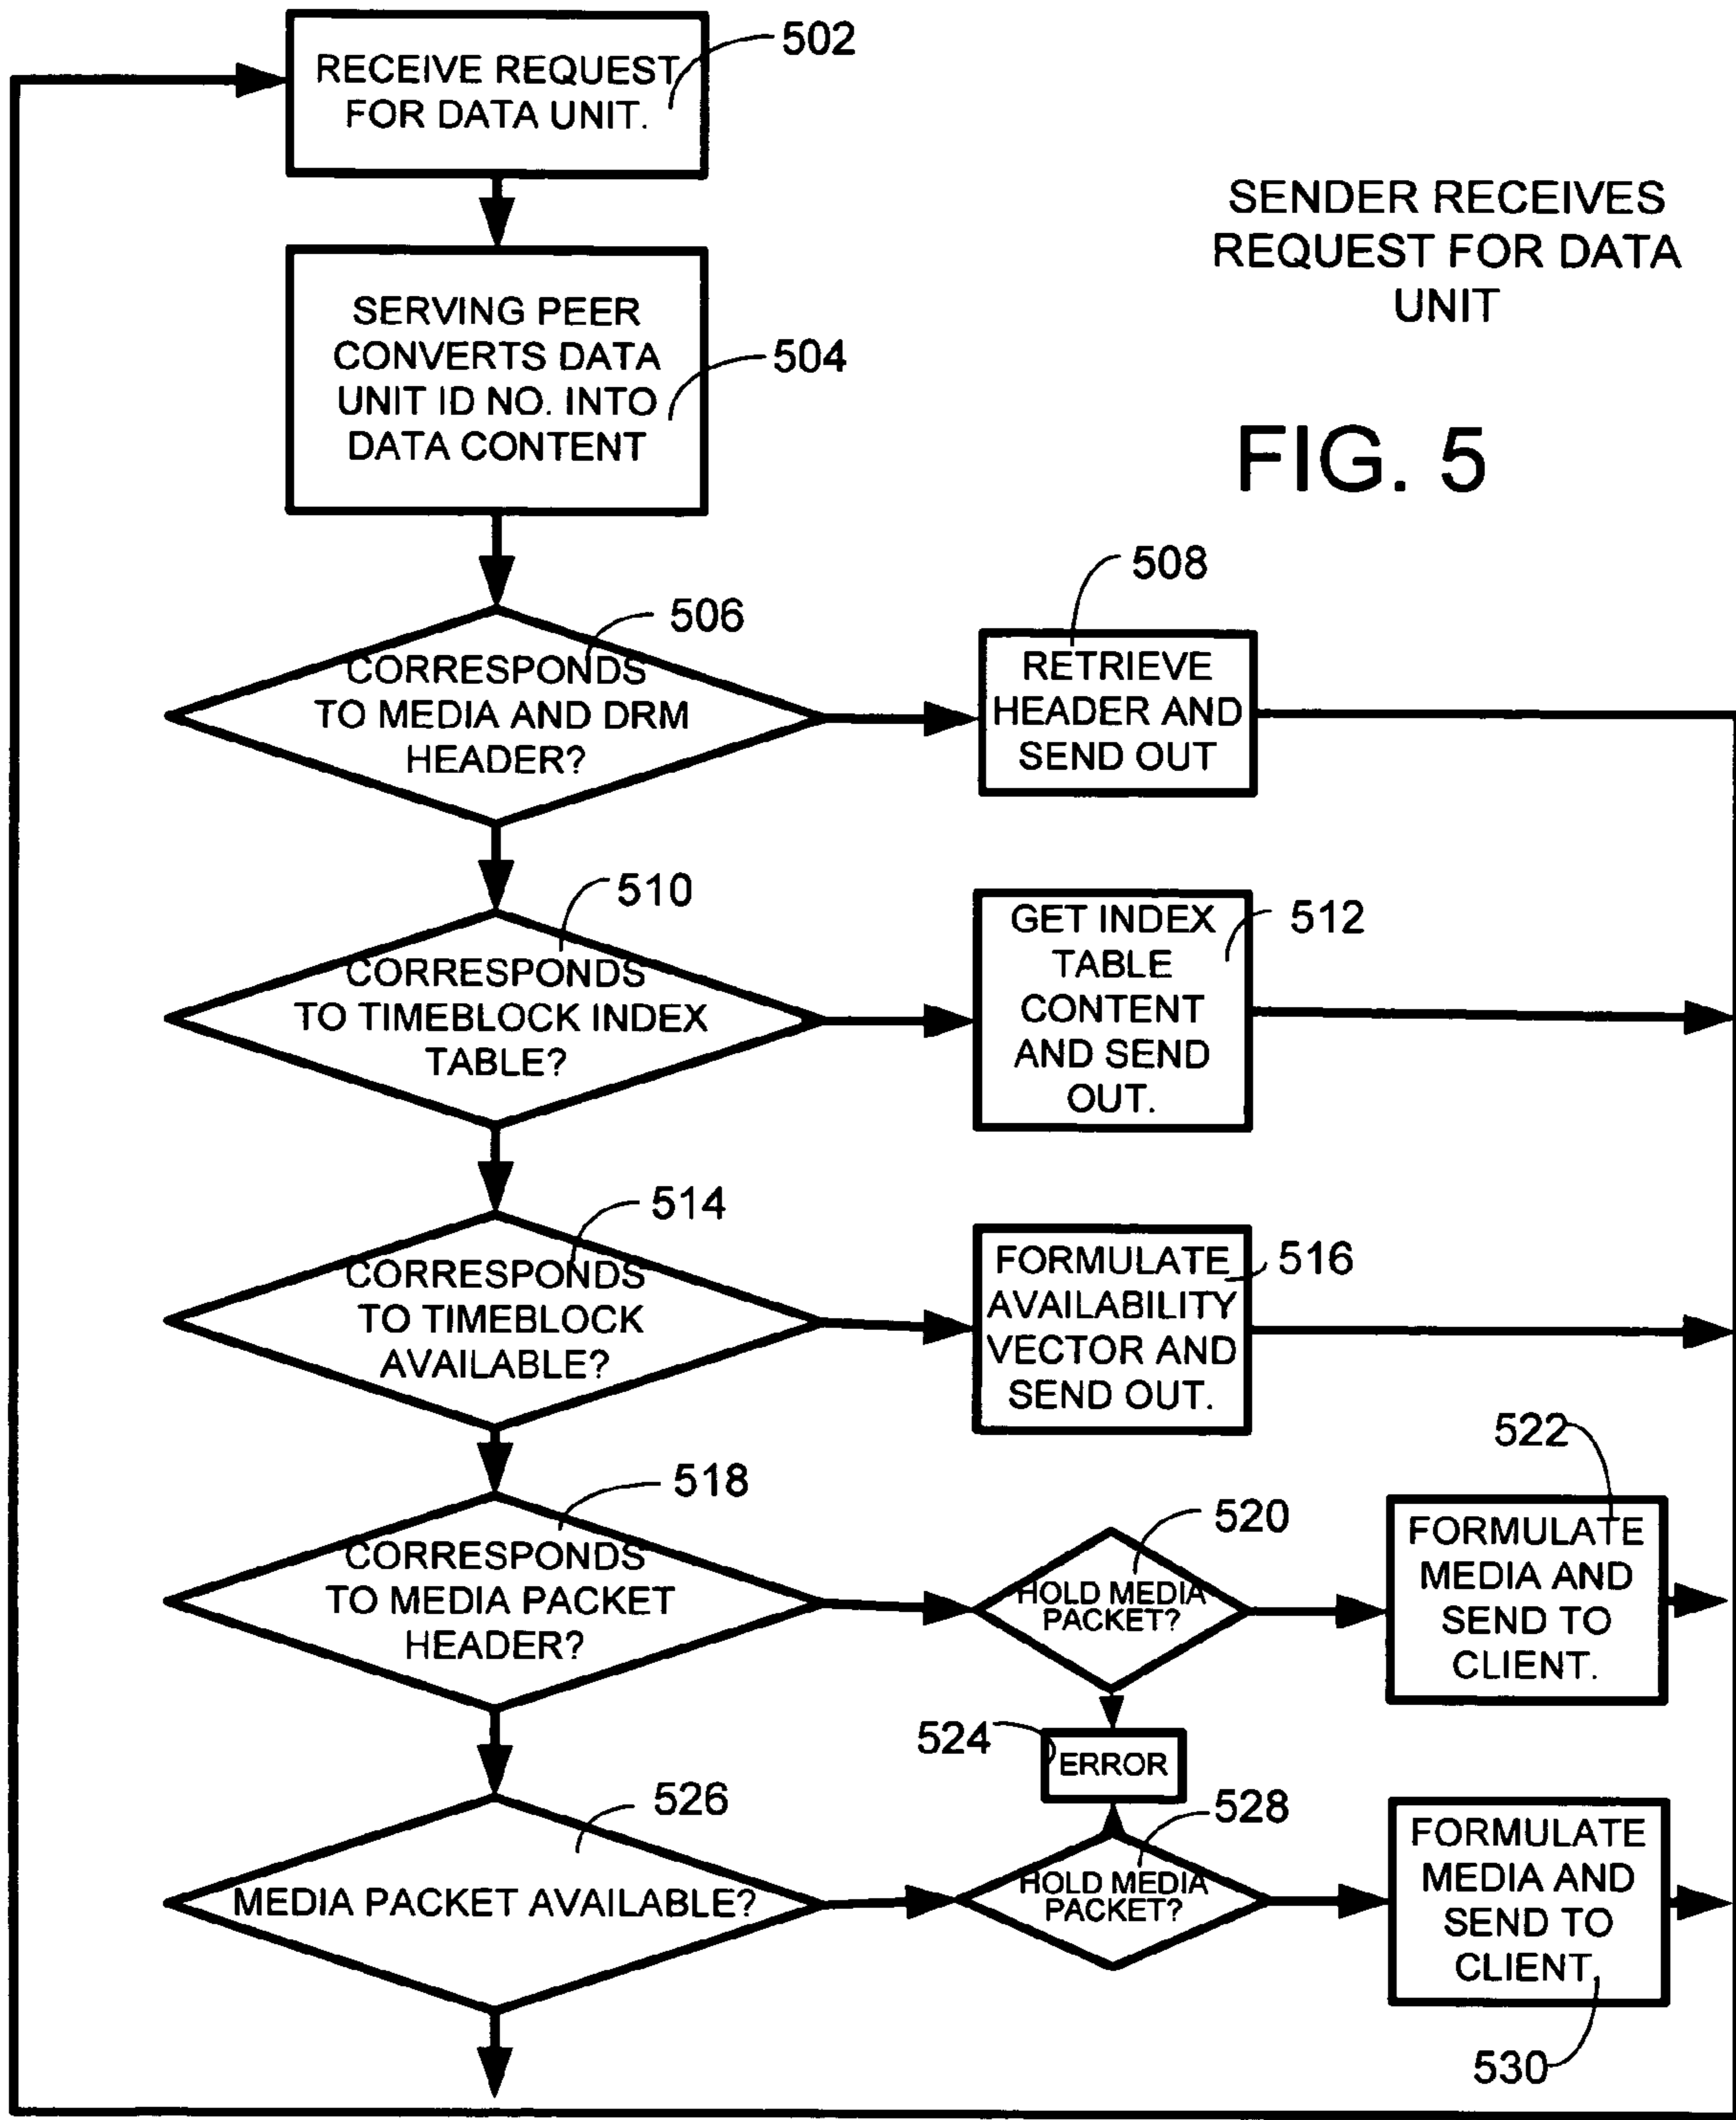 RECEIVE REQUEST
FOR DATA UNIT.
502
SENDER RECEIVES
REQUEST FOR DATA
UNIT
SERVING PEER
CONVERTS DATA
UNIT ID NO. INTO
DATA CONTENT
504
FIG. 5
506
CORRESPONDS
TO MEDIA AND DRM
HEADER?
508
RETRIEVE
HEADER AND
SEND OUT
510
CORRESPONDS
TO TIMEBLOCK INDEX
TABLE?
GET INDEX
TABLE
CONTENT
AND SEND
OUT.
512
514
CORRESPONDS
TO TIMEBLOCK
AVAILABLE?
FORMULATE
AVAILABILITY
VECTOR AND
SEND OUT.
516
518
CORRESPONDS
TO MEDIA PACKET
HEADER?
520
HOLD MEDIA
PACKET?
522
FORMULATE
MEDIA AND
SEND TO
CLIENT.
524
ERROR
526
MEDIA PACKET AVAILABLE?
528
HOLD MEDIA
PACKET?
FORMULATE
MEDIA AND
SEND TO
CLIENT
530